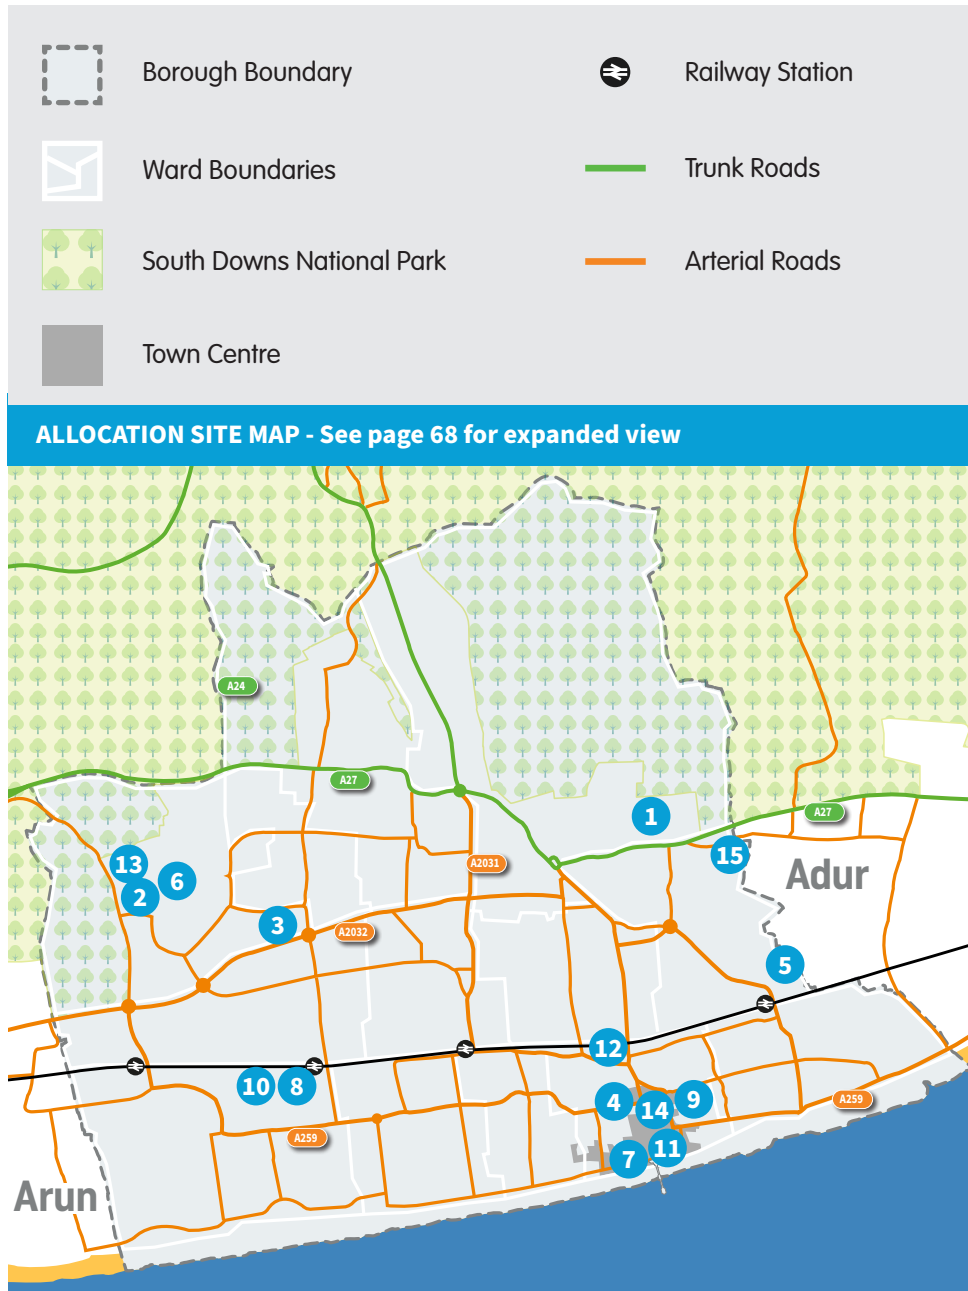 Borough Boundary
Railway Station
Ward Boundaries
Trunk Roads
South Downs National Park
Arterial Roads
Town Centre
ALLOCATION SITE MAP - See page 68 for expanded view
A24
A27
A27
1
13
6
2
A2031
15
Adur
3
A2032
5
12
10
8
4
14
9
A259
A259
7
11
Arun